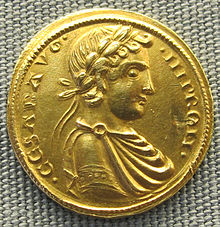 ·CESAR AVG· ·IMP ROM·